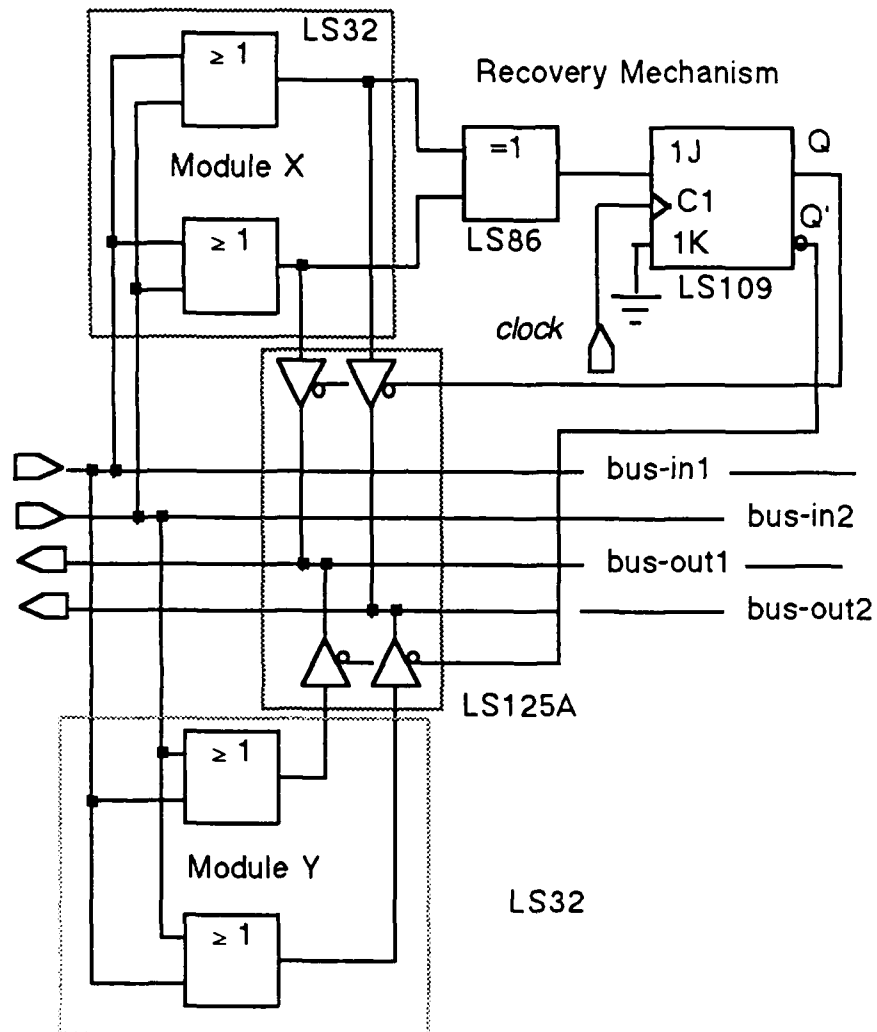 LS32
≥ 1
Recovery Mechanism
Module X
=1
1J
Q
C1
≥ 1
LS86
1K
Q'
LS109
clock
bus-in1
bus-in2
bus-out1
bus-out2
LS125A
≥ 1
Module Y
LS32
≥ 1